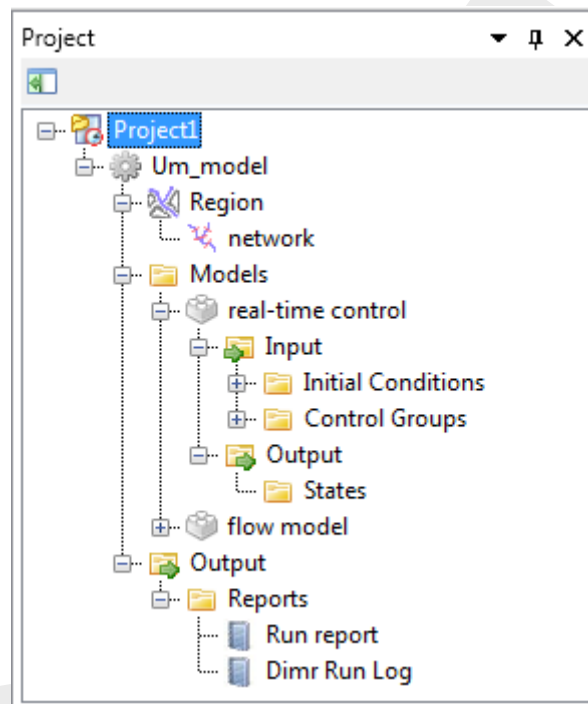 Project
Project1
Um_model
Region
network
Models
real-time control
Input
Initial Conditions
Control Groups
Output
States
flow model
Output
Reports
Run report
Dimr Run Log